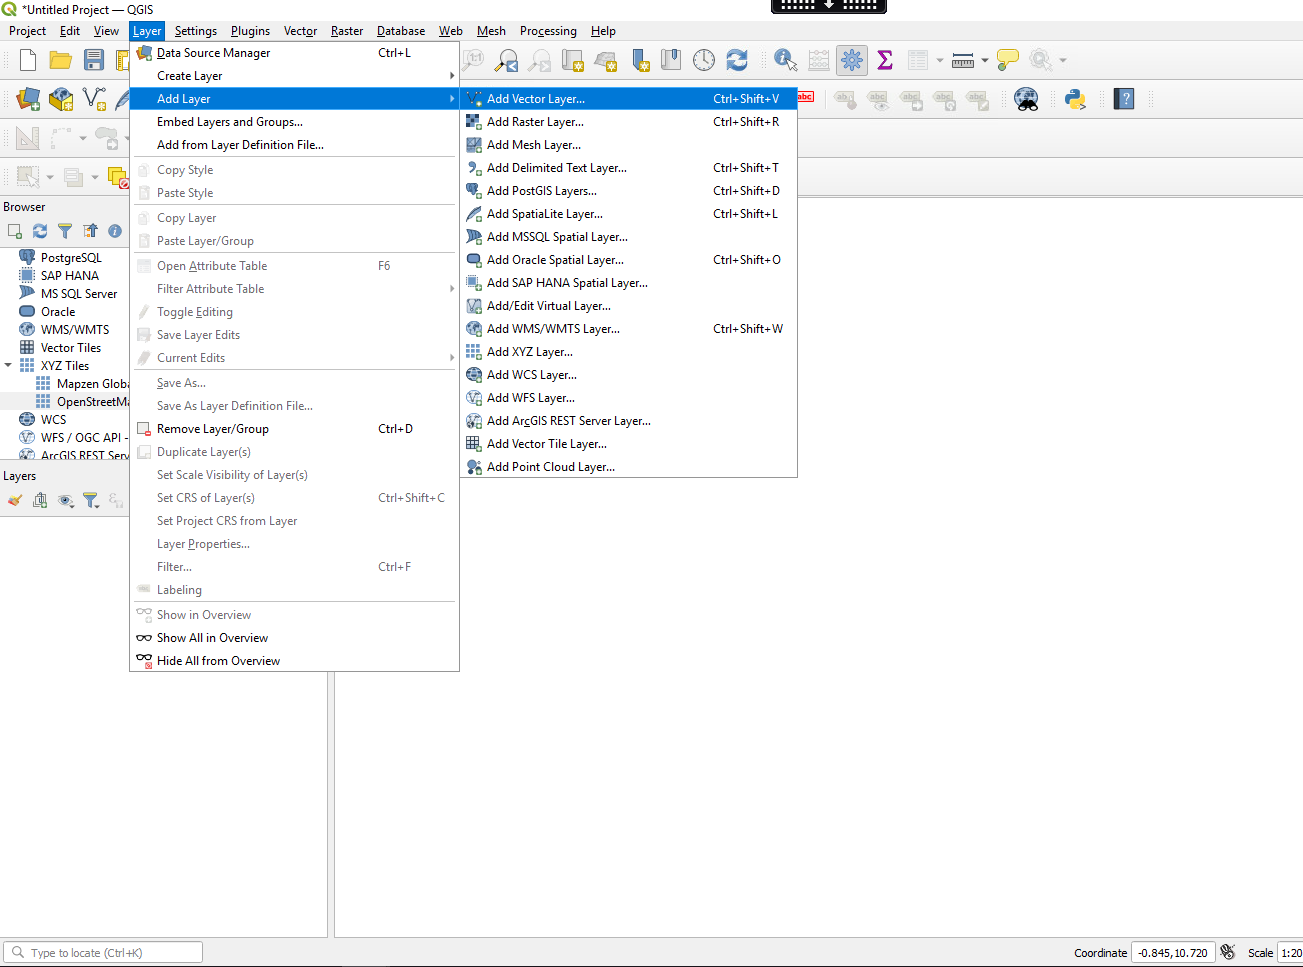 *Untitled Project — QGIS
Project Edit View Layer Settings Plugins Vector Raster Database Web Mesh Processing Help
Data Source Manager Ctrl+L
Create Layer
Add Layer
Embed Layers and Groups...
Add from Layer Definition File...
Copy Style
Paste Style
Copy Layer
Paste Layer/Group
Open Attribute Table F6
Filter Attribute Table
Toggle Editing
Save Layer Edits
Current Edits
Save As...
Save As Layer Definition File...
Remove Layer/Group Ctrl+D
Duplicate Layer(s)
Set Scale Visibility of Layer(s)
Set CRS of Layer(s) Ctrl+Shift+C
Set Project CRS from Layer
Layer Properties...
Filter... Ctrl+F
Labeling
Show in Overview
Show All in Overview
Hide All from Overview
Add Vector Layer... Ctrl+Shift+V
Add Raster Layer... Ctrl+Shift+R
Add Mesh Layer...
Add Delimited Text Layer... Ctrl+Shift+T
Add PostGIS Layers... Ctrl+Shift+D
Add SpatiaLite Layer... Ctrl+Shift+L
Add MSSQL Spatial Layer...
Add Oracle Spatial Layer... Ctrl+Shift+O
Add SAP HANA Spatial Layer...
Add/Edit Virtual Layer...
Add WMS/WMTS Layer... Ctrl+Shift+W
Add XYZ Layer...
Add WCS Layer...
Add WFS Layer...
Add ArcGIS REST Server Layer...
Add Vector Tile Layer...
Add Point Cloud Layer...
1:1
abc abc abc abc abc abc
Browser
PostgreSQL
SAP HANA
MS SQL Server
Oracle
WMS/WMTS
Vector Tiles
XYZ Tiles
Mapzen Globa
OpenStreetMa
WCS
WFS / OGC API -
ArcGIS REST Serv
Layers
Type to locate (Ctrl+K)
Coordinate -0.845,10.720 Scale 1:20